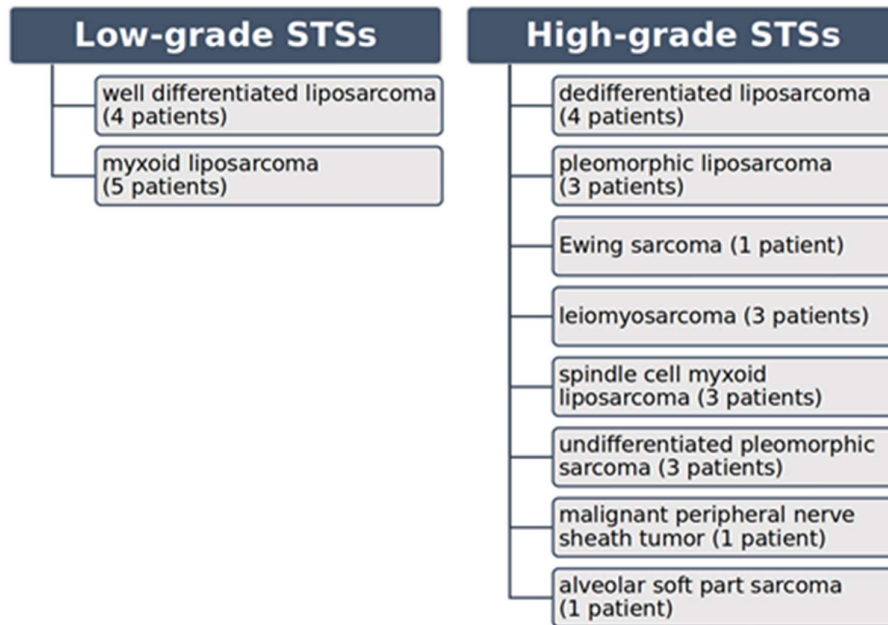 Low-grade STSs
well differentiated liposarcoma
(4 patients)
myxoid liposarcoma
(5 patients)
High-grade STSs
dedifferentiated liposarcoma
(4 patients)
pleomorphic liposarcoma
(3 patients)
Ewing sarcoma (1 patient)
leiomyosarcoma (3 patients)
spindle cell myxoid
liposarcoma (3 patients)
undifferentiated pleomorphic
sarcoma (3 patients)
malignant peripheral nerve
sheath tumor (1 patient)
alveolar soft part sarcoma
(1 patient)